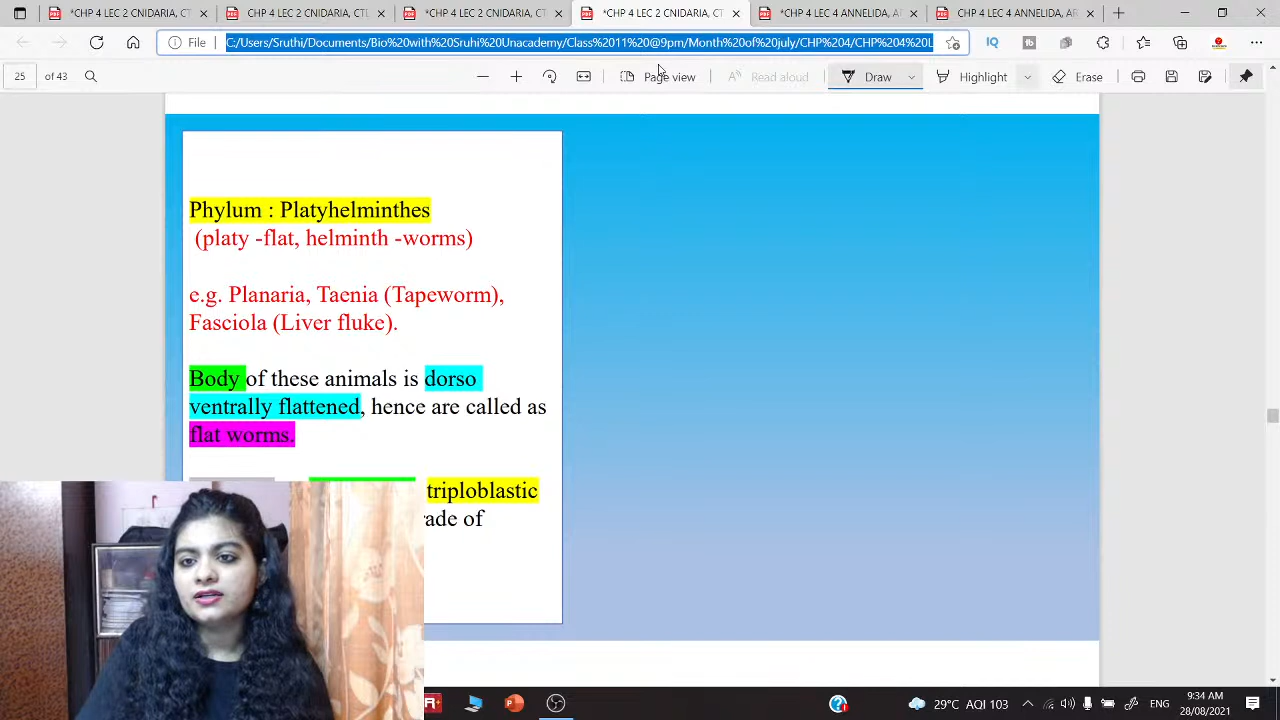 *CHP 4 LEC 2 CNIDARIA, CT
*CHP 4 LEC 2 CNIDARIA, CT
*CHP 4 LEC 2 CNIDARIA, CT
*CHP 4 LEC 2 CNIDARIA, CT
*CHP 4 LEC 4 ANNELIDA, A
CHP 4 LEC 4 ANNELIDA, A
File
C:/Users/Sruthi/Documents/Bio%20with%20Sruhi%20Unacademy/Class%2011%20@9pm/Month%20of%20july/CHP%204/CHP%204%20L
25 of 43
Page view
Read aloud
Draw
Highlight
Erase
Phylum : Platyhelminthes
(platy -flat, helminth -worms)
e.g. Planaria, Taenia (Tapeworm),
Fasciola (Liver fluke).
Body of these animals is dorso
ventrally flattened, hence are called as
flat worms.
triploblastic
of
29°C AQI 103
ENG
9:34 AM
28/08/2021